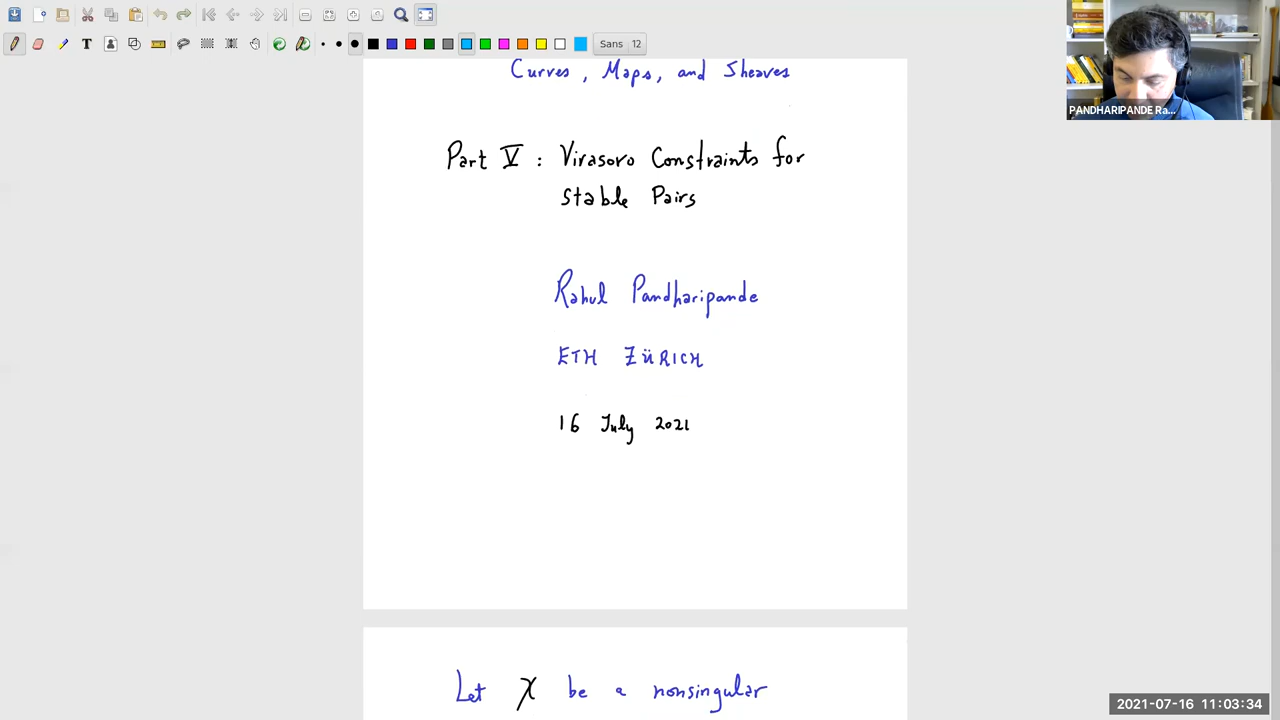 Sans 12
PANDHARIPANDE Ra...
Curves, Maps, and Sheaves
Part V : Virasoro Constraints for
Stable Pairs
Rahul Pandharipande
ETH ZÜRICH
16 July 2021
Let X be a nonsingular
2021-07-16 11:03:34